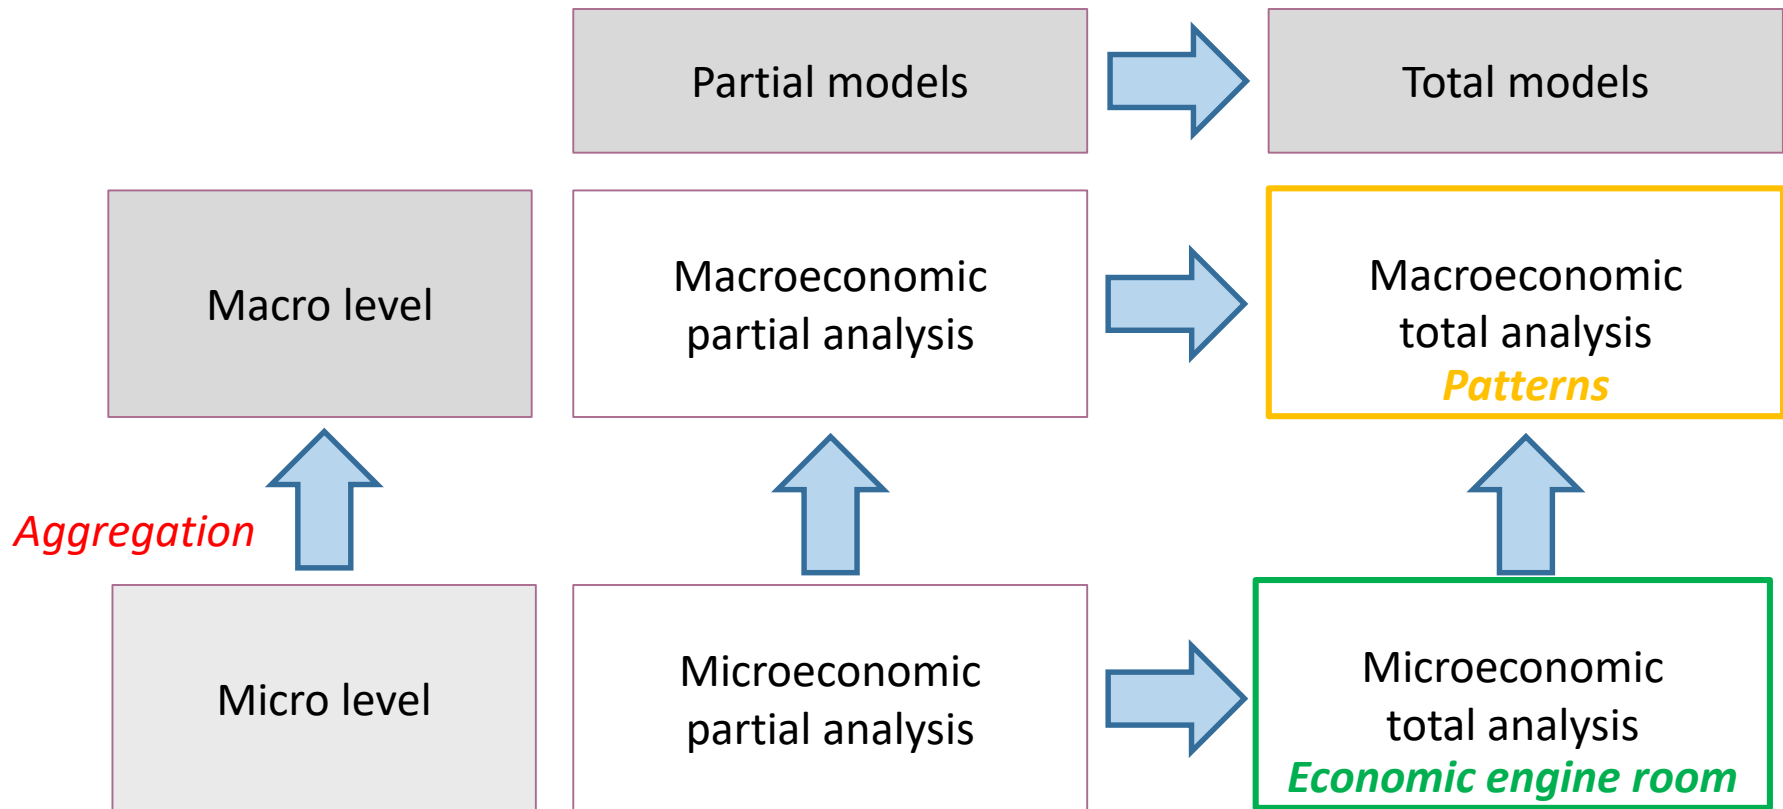 Partial models
Total models
Macro level
Macroeconomic
partial analysis
Macroeconomic
total analysis
Patterns
Aggregation
Micro level
Microeconomic
partial analysis
Microeconomic
total analysis
Economic engine room